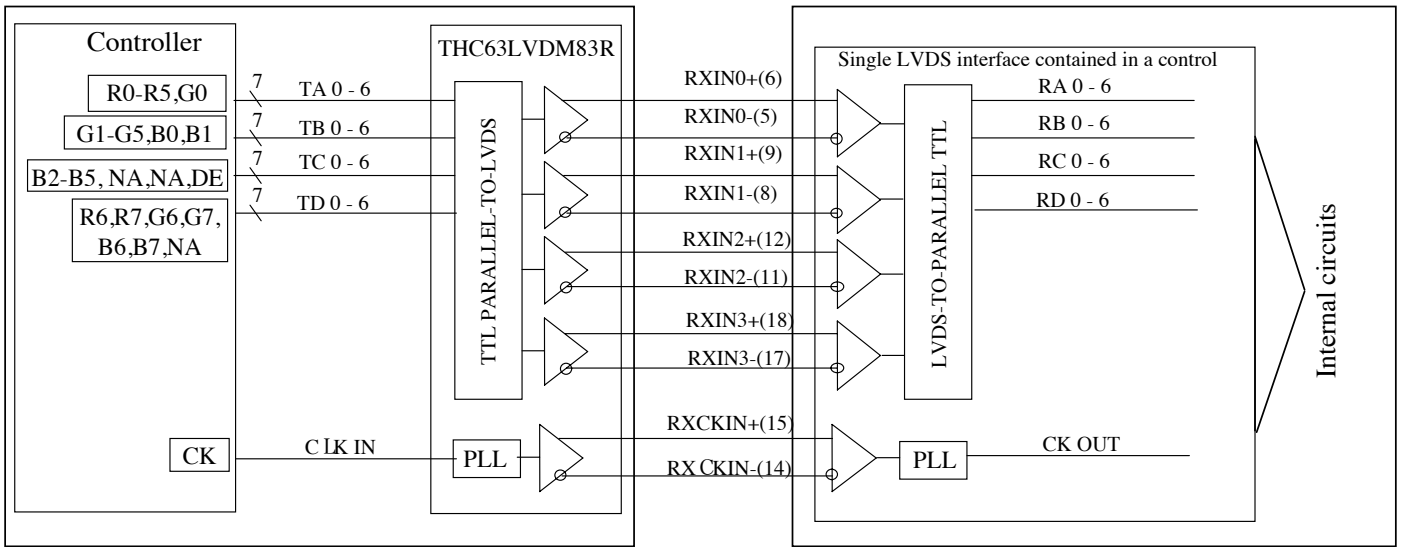 Controller
THC63LVDM83R
Single LVDS interface contained in a control
R0-R5,G0
7
TA 0 - 6
RXIN0+(6)
RA 0 - 6
G1-G5,B0,B1
7
TB 0 - 6
RXIN0-(5)
RB 0 - 6
B2-B5, NA,NA,DE
7
TC 0 - 6
RXIN1+(9)
RC 0 - 6
R6,R7,G6,G7,
B6,B7,NA
7
TD 0 - 6
RXIN1-(8)
RD 0 - 6
TTL PARALLEL-TO-LVDS
RXIN2+(12)
RXIN2-(11)
RXIN3+(18)
RXIN3-(17)
LVDS-TO-PARALLEL TTL
Internal circuits
CK
CLK IN
PLL
RXCKIN+(15)
RXCKIN-(14)
PLL
CK OUT